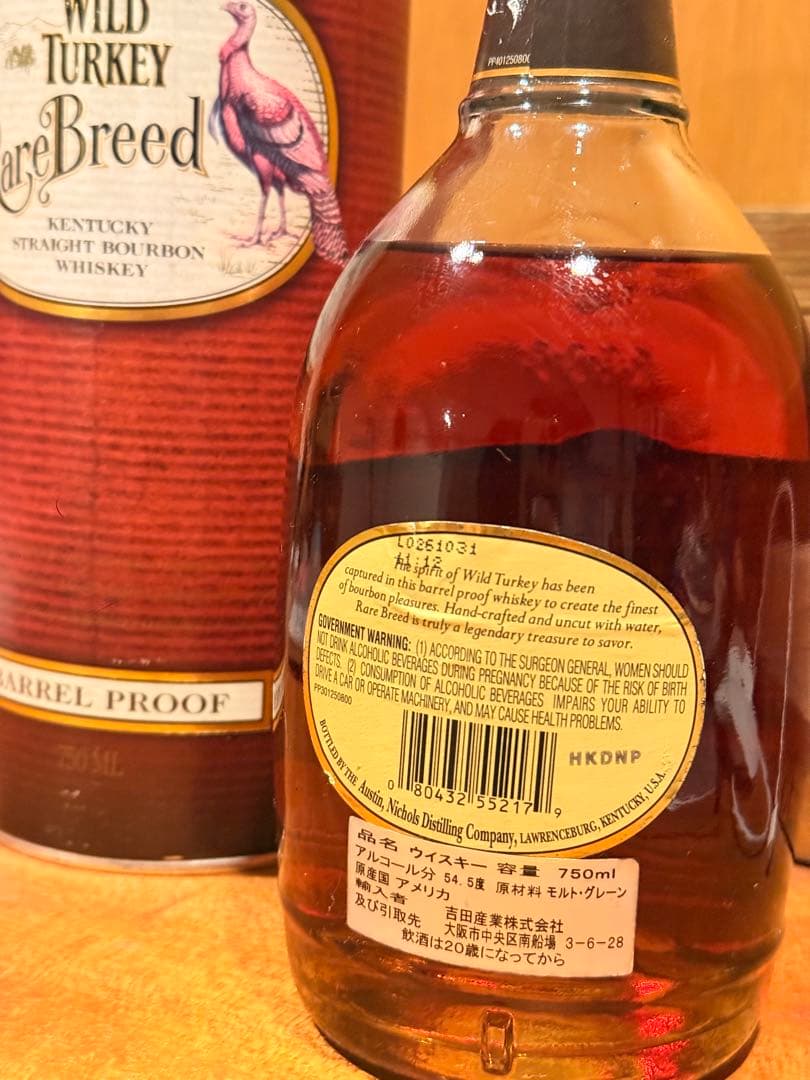 WILD
TURKEY
Rare Breed
KENTUCKY
STRAIGHT BOURBON
WHISKEY
BARREL PROOF
750 ML
PP40125080
L0261031
11:12
The spirit of Wild Turkey has been
captured in this barrel proof whiskey to create the finest
of bourbon pleasures. Hand-crafted and uncut with water,
Rare Breed is truly a legendary treasure to savor.
GOVERNMENT WARNING: (1) ACCORDING TO THE SURGEON GENERAL, WOMEN SHOULD
NOT DRINK ALCOHOLIC BEVERAGES DURING PREGNANCY BECAUSE OF THE RISK OF BIRTH
DEFECTS. (2) CONSUMPTION OF ALCOHOLIC BEVERAGES IMPAIRS YOUR ABILITY TO
DRIVE A CAR OR OPERATE MACHINERY, AND MAY CAUSE HEALTH PROBLEMS.
PP301250800
HKDNP
0 80432 55217 9
BOTTLED BY THE Austin, Nichols Distilling Company, LAWRENCEBURG, KENTUCKY, U.S.A.
品名 ウイスキー 容量 750ml
アルコール分 54.5度 原材料 モルト・グレーン
原産国 アメリカ
輸入者 吉田産業株式会社
及び引取先 大阪市中央区南船場 3-6-28
飲酒は20歳になってから